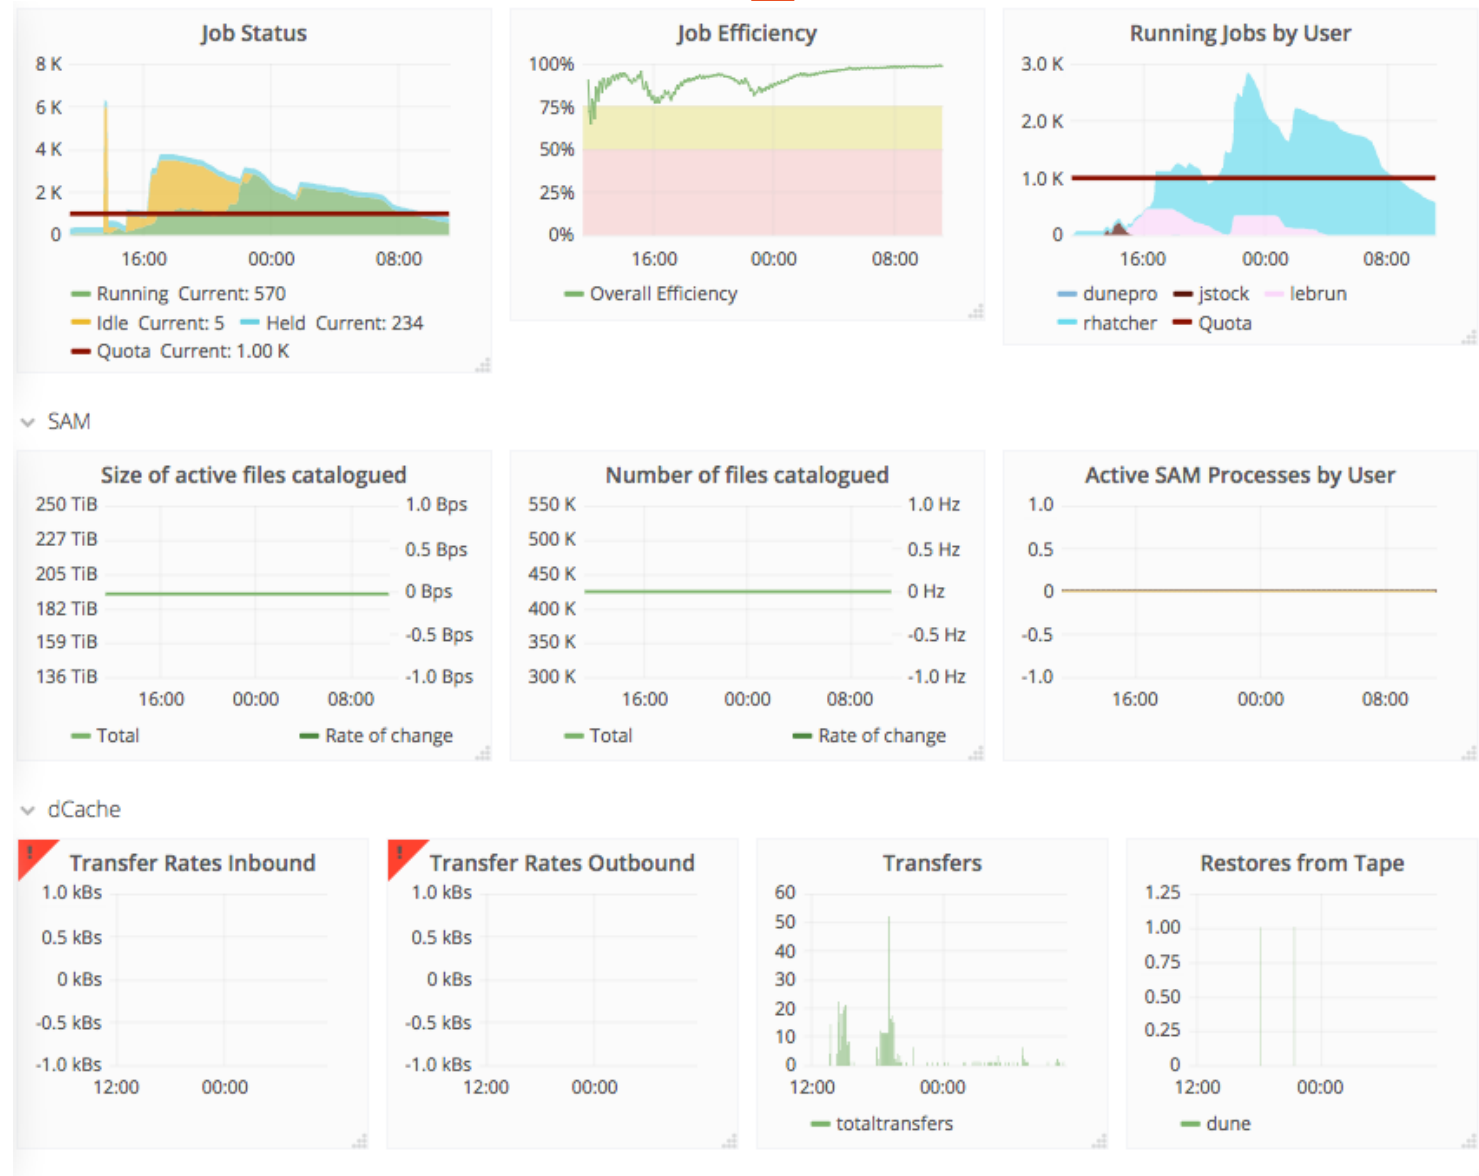 Job Status
8 K
6 K
4 K
2 K
0
16:00 00:00 08:00
Running Current: 570
Idle Current: 5 Held Current: 234
Quota Current: 1.00 K
Job Efficiency
100%
75%
50%
25%
0%
16:00 00:00 08:00
Overall Efficiency
Running Jobs by User
3.0 K
2.0 K
1.0 K
0
16:00 00:00 08:00
dunepro jstock lebrun
rhatcher Quota
SAM
Size of active files catalogued
250 TiB 1.0 Bps
227 TiB
0.5 Bps
205 TiB
0 Bps
182 TiB
159 TiB -0.5 Bps
136 TiB -1.0 Bps
16:00 00:00 08:00
Total Rate of change
Number of files catalogued
550 K 1.0 Hz
500 K
0.5 Hz
450 K
0 Hz
400 K
350 K -0.5 Hz
300 K -1.0 Hz
16:00 00:00 08:00
Total Rate of change
Active SAM Processes by User
1.0
0.5
0
-0.5
-1.0
16:00 00:00 08:00
dCache
!
Transfer Rates Inbound
1.0 kBs
0.5 kBs
0 kBs
-0.5 kBs
-1.0 kBs
12:00 00:00
!
Transfer Rates Outbound
1.0 kBs
0.5 kBs
0 kBs
-0.5 kBs
-1.0 kBs
12:00 00:00
Transfers
60
50
40
30
20
10
0
12:00 00:00
totaltransfers
Restores from Tape
1.25
1.00
0.75
0.50
0.25
0
12:00 00:00
dune